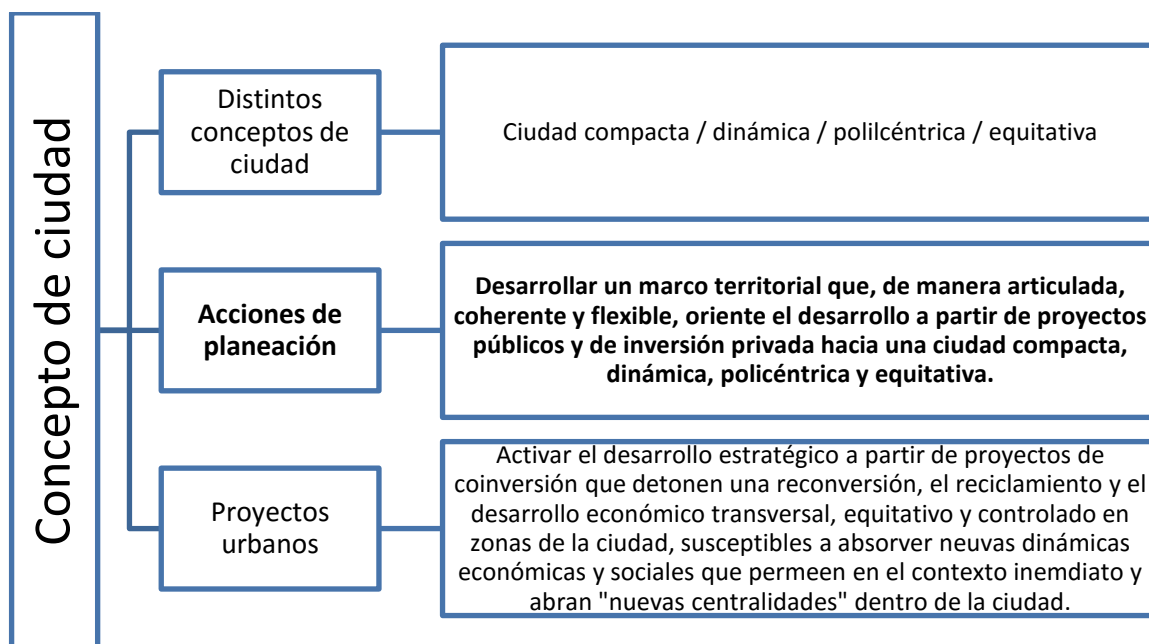 Concepto de ciudad
Distintos
conceptos de
ciudad
Ciudad compacta / dinámica / polilcéntrica / equitativa
Acciones de
planeación
Desarrollar un marco territorial que, de manera articulada,
coherente y flexible, oriente el desarrollo a partir de proyectos
públicos y de inversión privada hacia una ciudad compacta,
dinámica, policéntrica y equitativa.
Proyectos
urbanos
Activar el desarrollo estratégico a partir de proyectos de
coinversión que detonen una reconversión, el reciclamiento y el
desarrollo económico transversal, equitativo y controlado en
zonas de la ciudad, susceptibles a absorver neuvas dinámicas
económicas y sociales que permeen en el contexto inemdiato y
abran "nuevas centralidades" dentro de la ciudad.